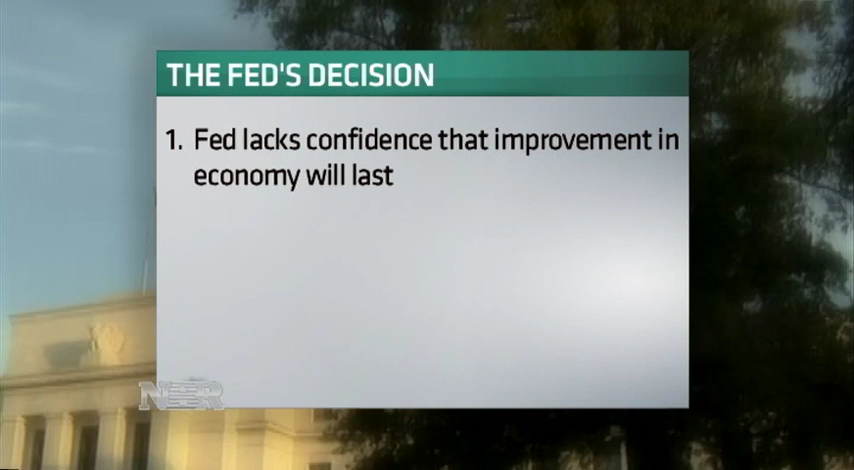 THE FED'S DECISION
1. Fed lacks confidence that improvement in
economy will last
NBR